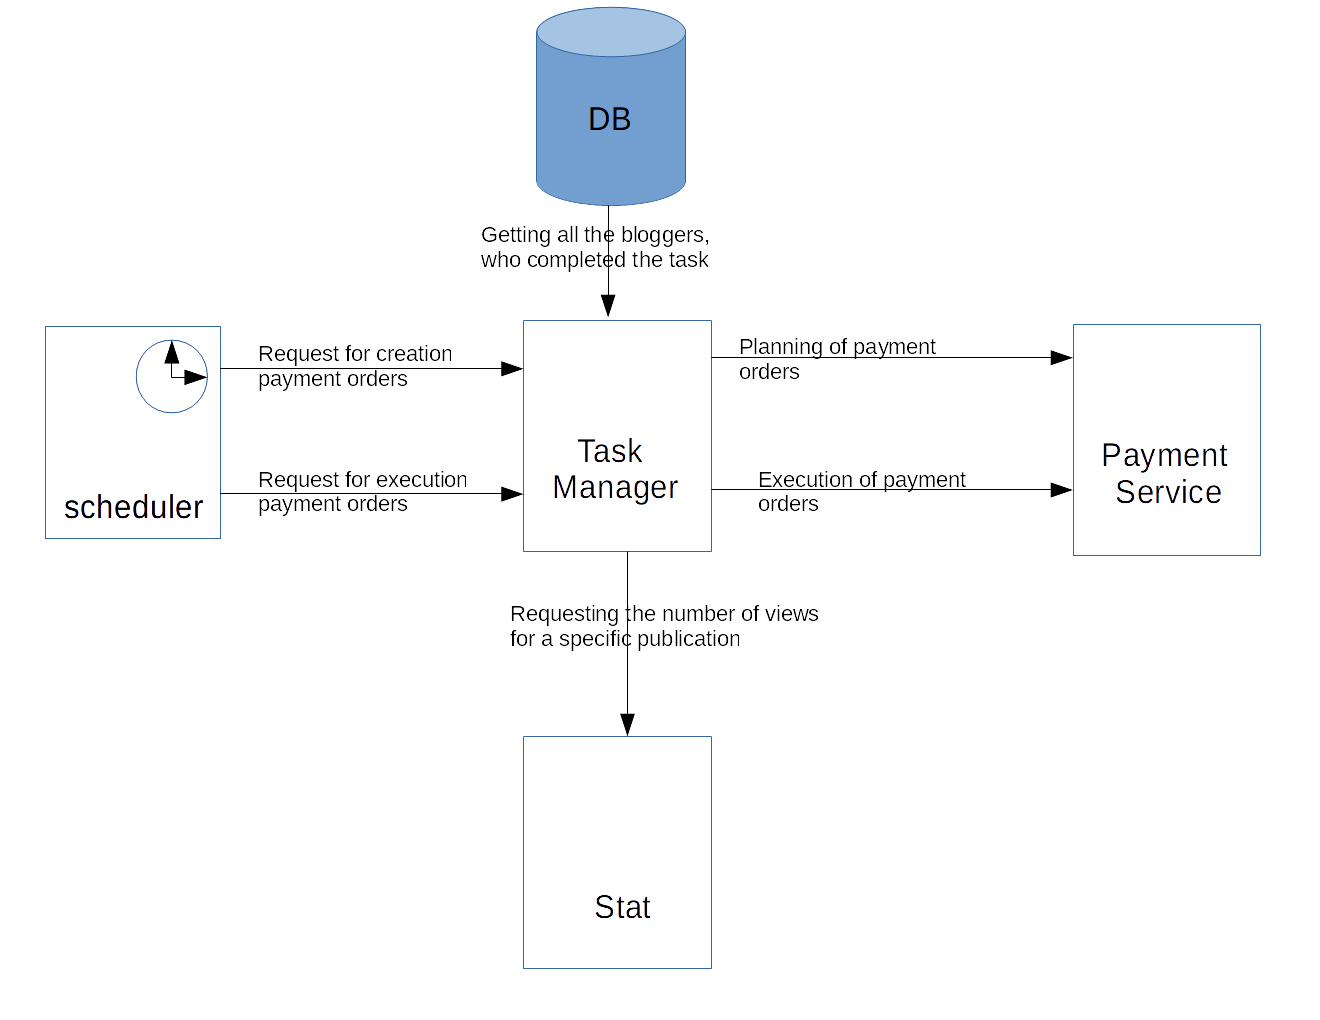 DB
Getting all the bloggers,
who completed the task
Request for creation
payment orders
Planning of payment
orders
Task
Manager
Payment
Service
Request for execution
payment orders
scheduler
Execution of payment
orders
Requesting the number of views
for a specific publication
Stat